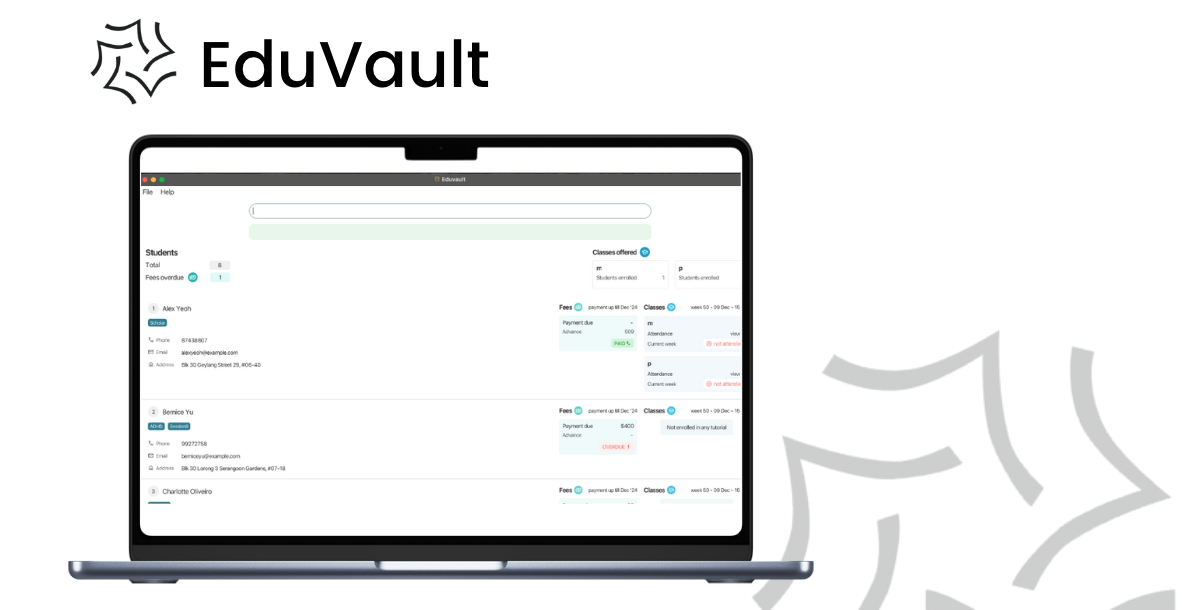 EduVault
Eduvault
File Help
Students
Total 8
Fees overdue 1
Classes offered
m
Students enrolled 1
p
Students enrolled
1 Alex Yeoh
Scholar
Phone 87438807
Email alexyeoh@example.com
Address Blk 30 Geylang Street 29, #06-40
Fees payment up till Dec '24
Payment due -
Advance
PAID
Classes week 50 - 09 Dec - 15
m
Attendance view
Current week not attende
p
Attendance view
Current week not attende
2 Bernice Yu
Phone 99272758
Email berniceyu@example.com
Address Blk 30 Lorong 3 Serangoon Gardens, #07-18
Fees payment up till Dec '24
Payment due $400
Advance -
OVERDUE !
Classes week 50 - 09 Dec - 15
Not enrolled in any tutorial
3 Charlotte Oliveiro
Fees payment up till Dec '24
Classes week 50 - 09 Dec - 15